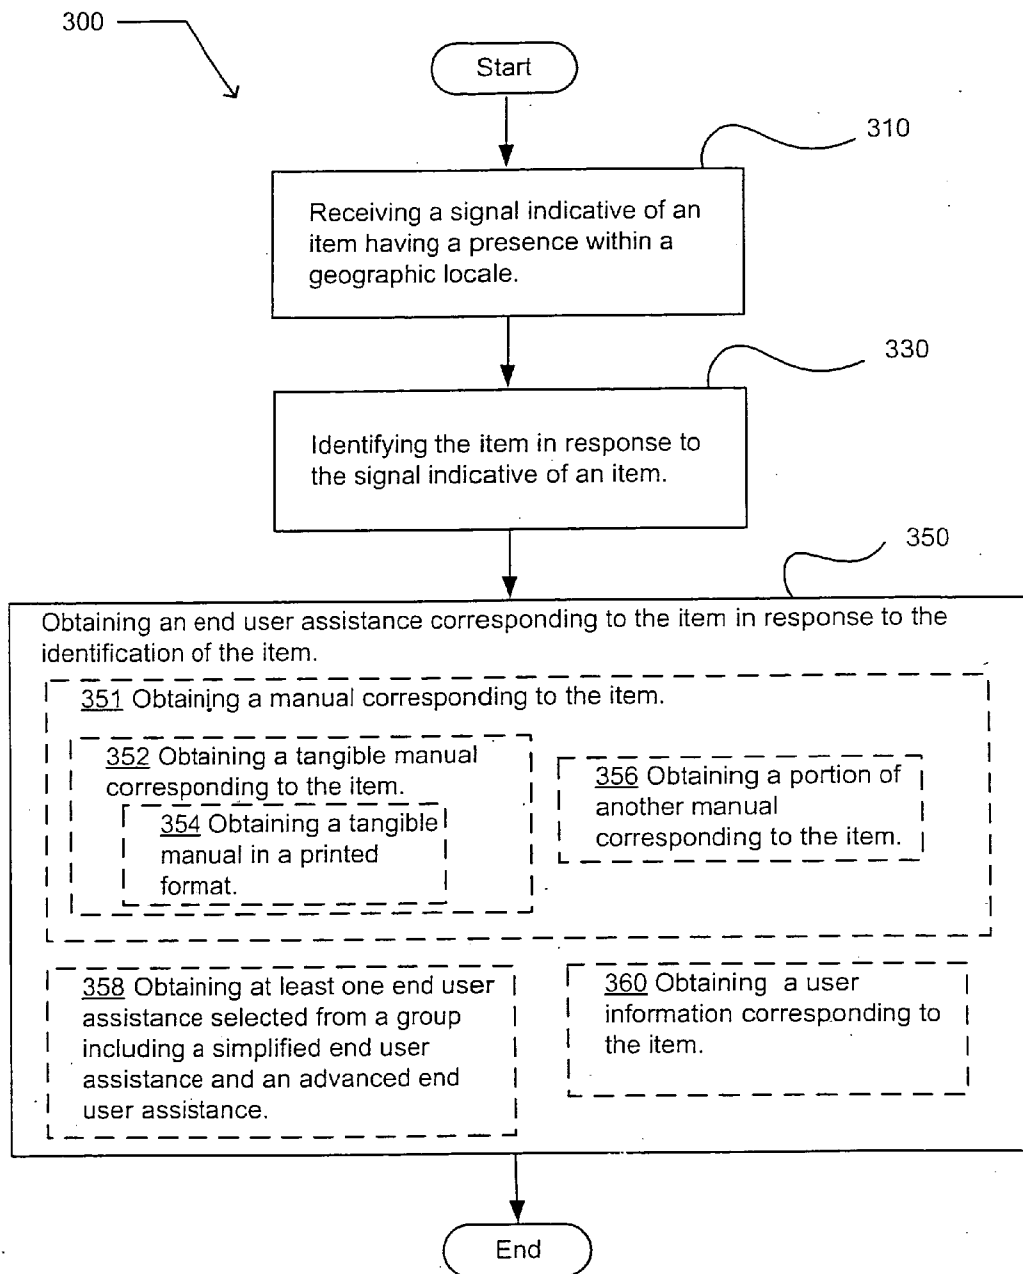 300
Start
310
Receiving a signal indicative of an
item having a presence within a
geographic locale.
330
Identifying the item in response to
the signal indicative of an item.
350
Obtaining an end user assistance corresponding to the item in response to the
identification of the item.
351 Obtaining a manual corresponding to the item.
352 Obtaining a tangible manual
corresponding to the item.
354 Obtaining a tangible
manual in a printed
format.
356 Obtaining a portion of
another manual
corresponding to the item.
358 Obtaining at least one end user
assistance selected from a group
including a simplified end user
assistance and an advanced end
user assistance.
360 Obtaining a user
information corresponding to
the item.
End